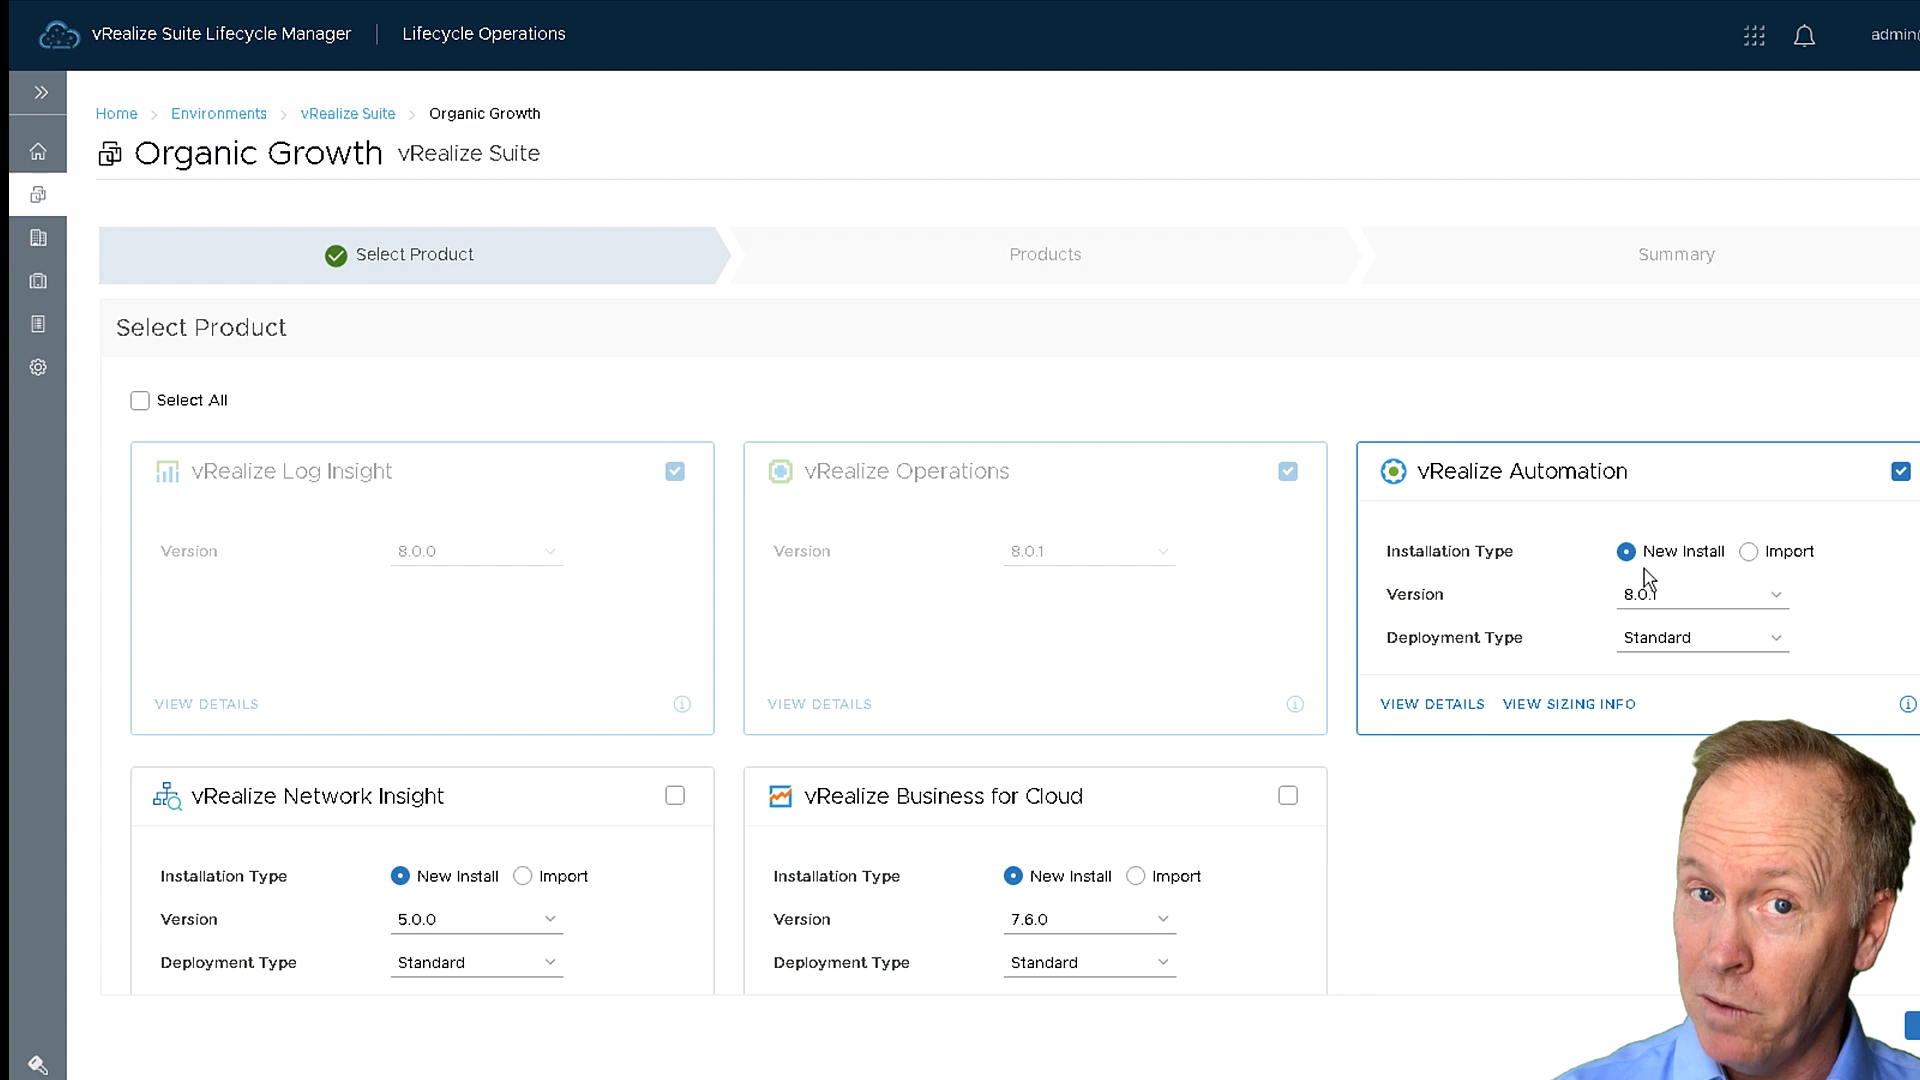 vRealize Suite Lifecycle Manager | Lifecycle Operations
admin@
Home > Environments > vRealize Suite > Organic Growth
Organic Growth vRealize Suite
Select Product
Products
Summary
Select Product
Select All
vRealize Log Insight
Version 8.0.0
VIEW DETAILS
vRealize Operations
Version 8.0.1
VIEW DETAILS
vRealize Automation
Installation Type New Install Import
Version 8.0.1
Deployment Type Standard
VIEW DETAILS VIEW SIZING INFO
vRealize Network Insight
Installation Type New Install Import
Version 5.0.0
Deployment Type Standard
vRealize Business for Cloud
Installation Type New Install Import
Version 7.6.0
Deployment Type Standard